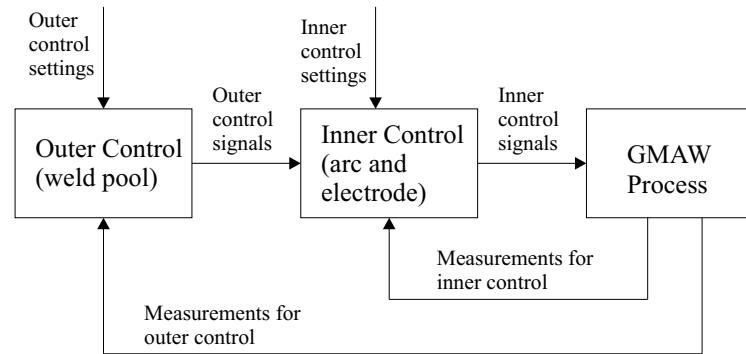 Outer
control
settings
Inner
control
settings
Outer
control
signals
Inner
control
signals
Outer Control
(weld pool)
Inner Control
(arc and
electrode)
GMAW
Process
Measurements for
inner control
Measurements for
outer control